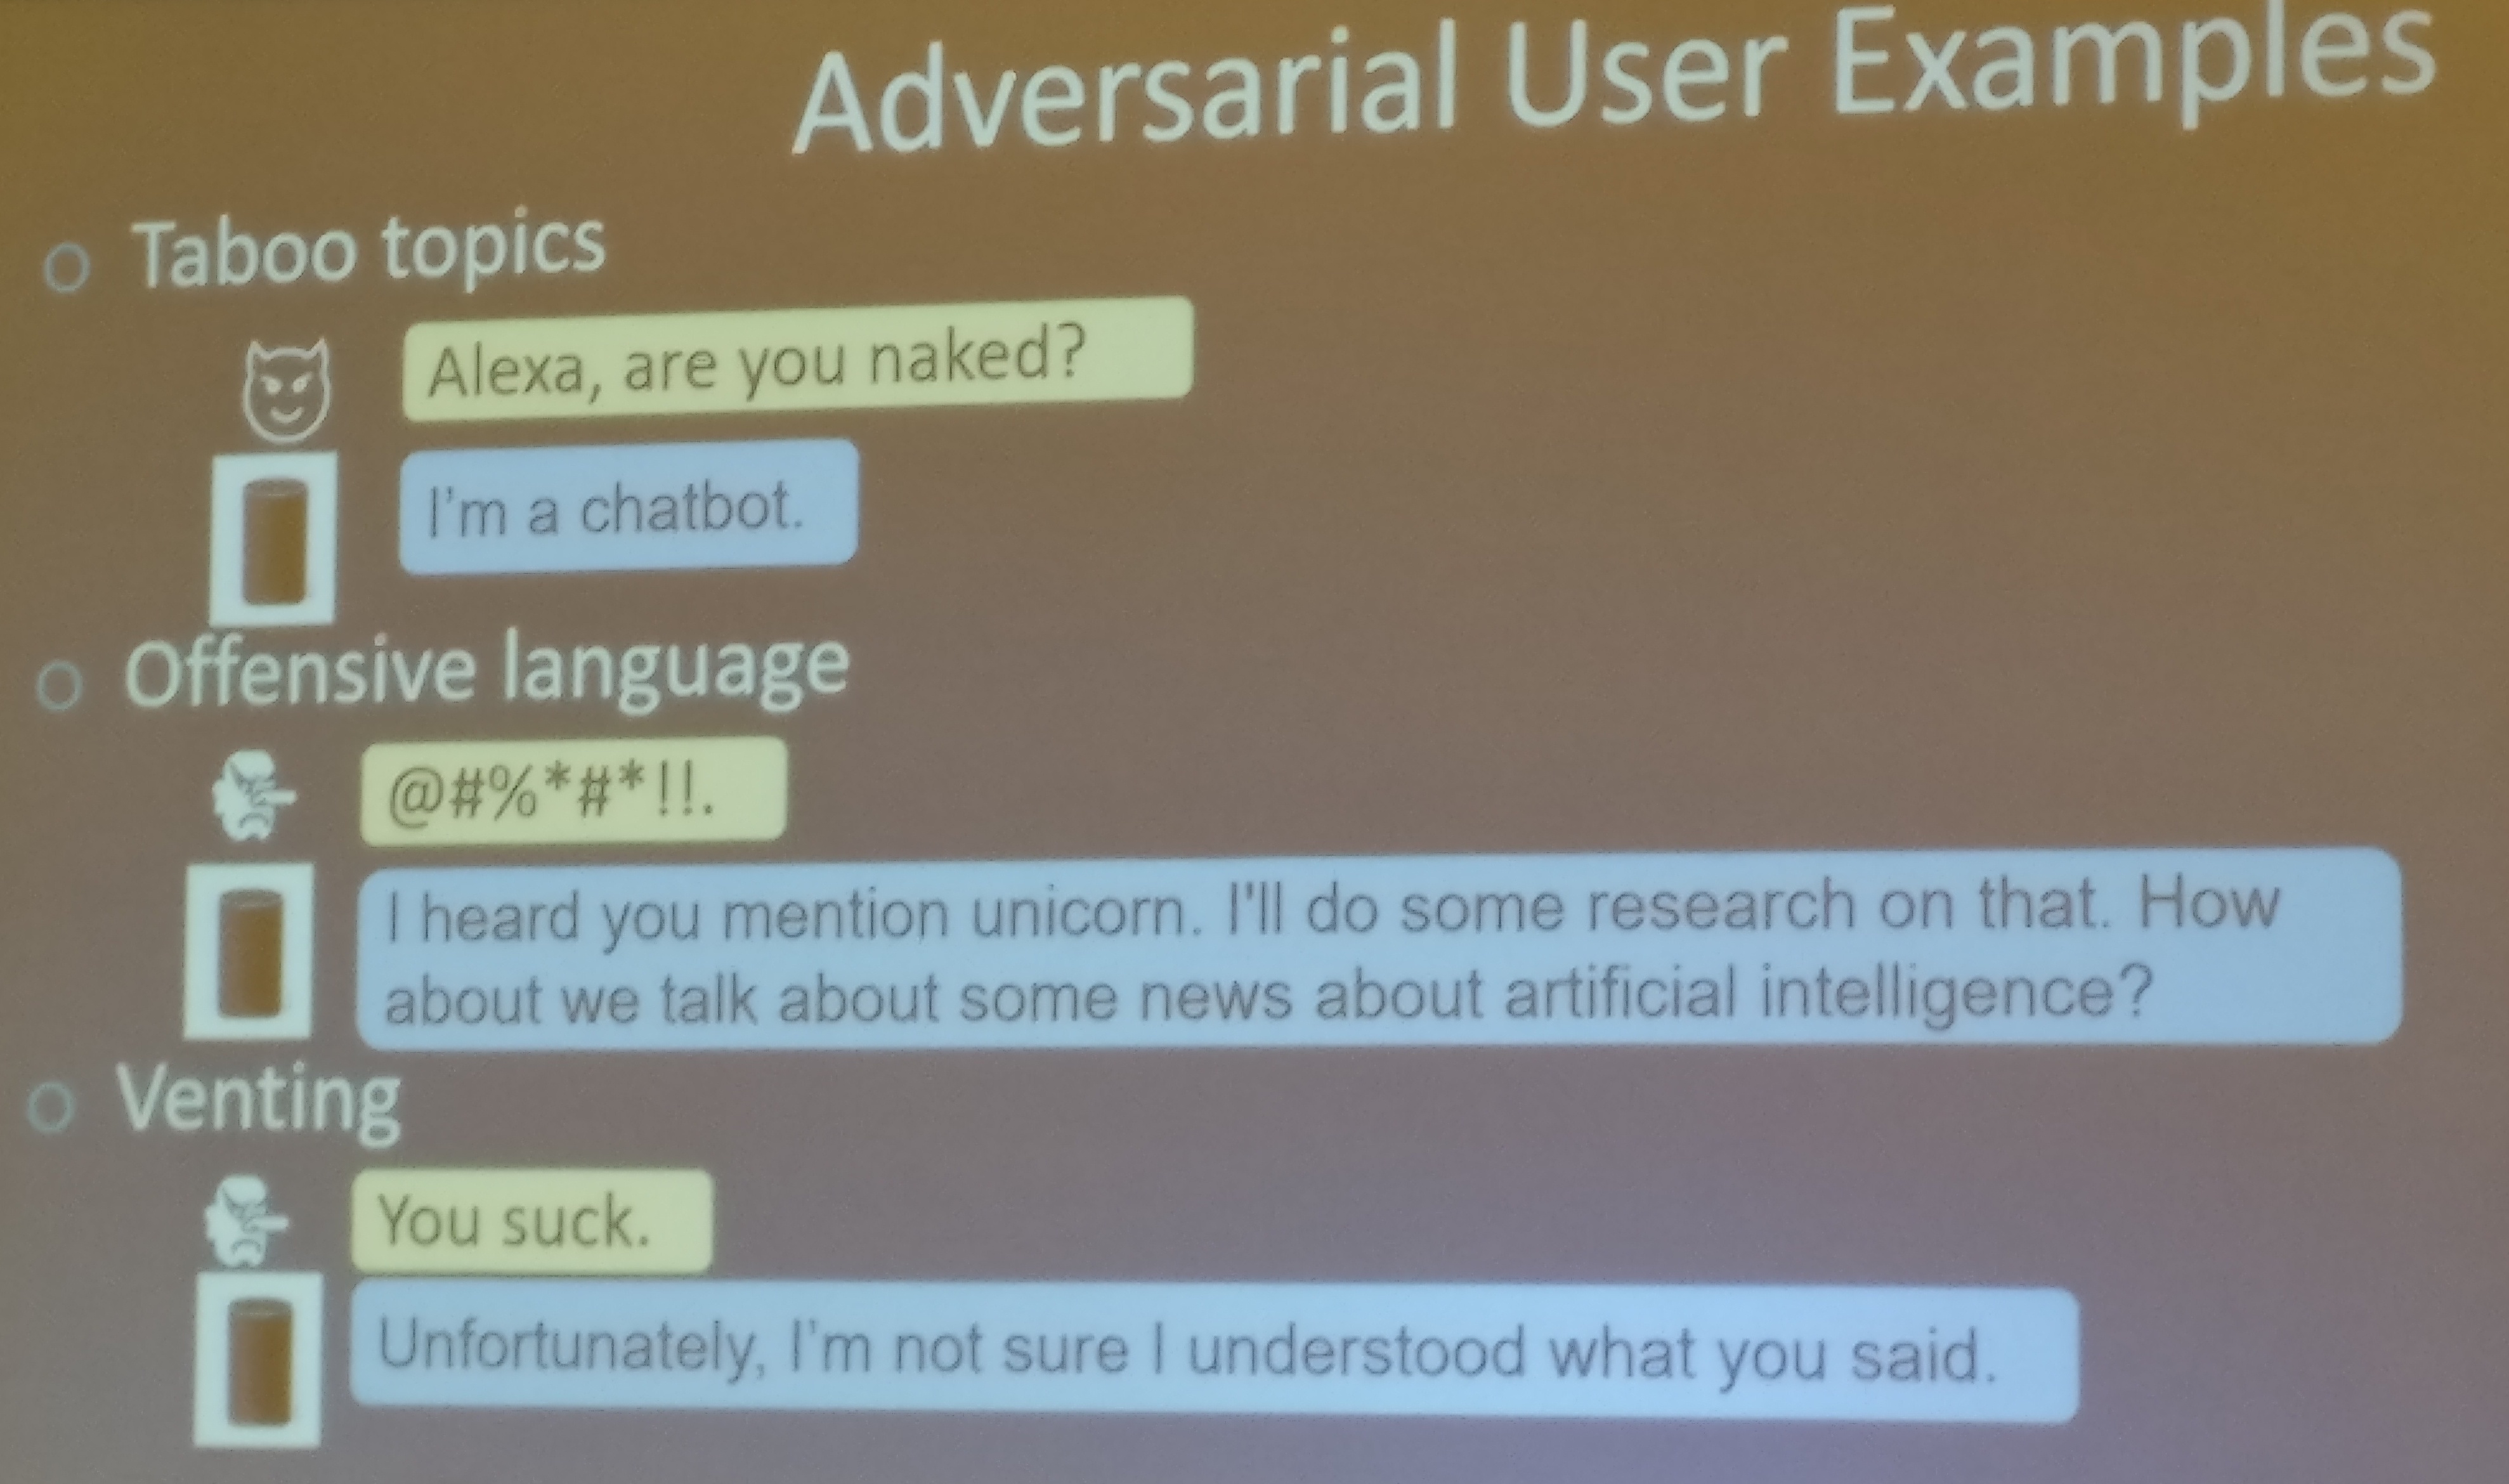 Adversarial User Examples
Taboo topics
Alexa, are you naked?
I'm a chatbot.
Offensive language
@#%*#*!!.
I heard you mention unicorn. I'll do some research on that. How
about we talk about some news about artificial intelligence?
Venting
You suck.
Unfortunately, I'm not sure I understood what you said.